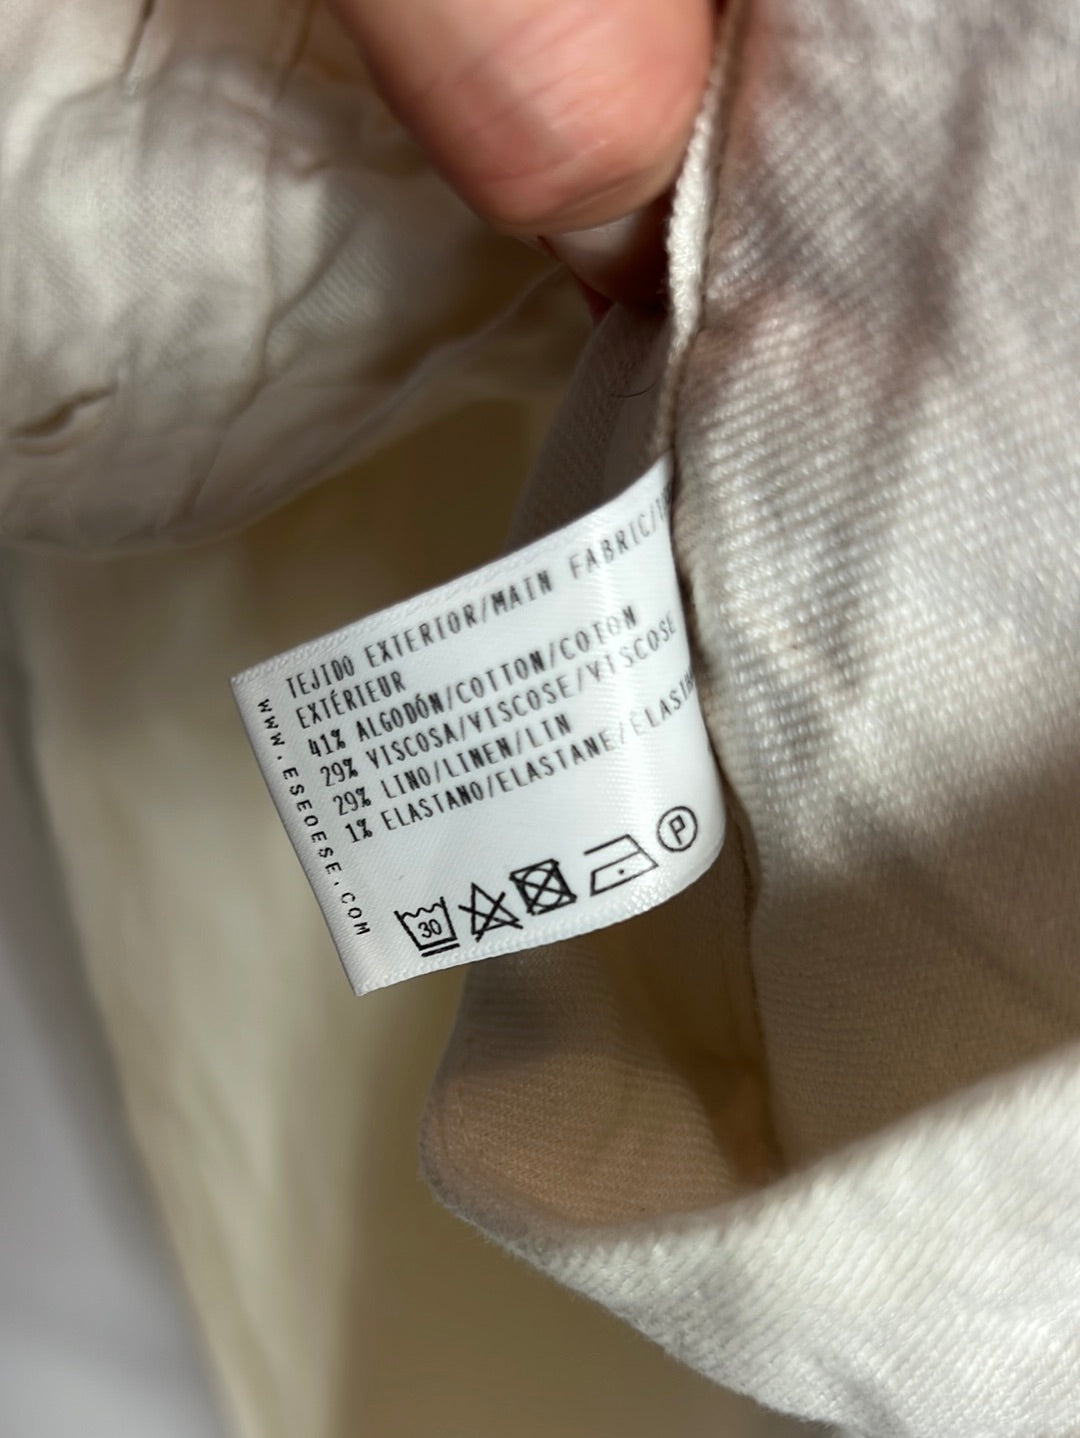 TEJIDO EXTERIOR/MAIN FABRIC/
EXTÉRIEUR
41% ALGODÓN/COTTON/COTON
29% VISCOSA/VISCOSE/VISCOSE
29% LINO/LINEN/LIN
1% ELASTANO/ELASTANE/
30
P
WWW.ESEOESE.COM